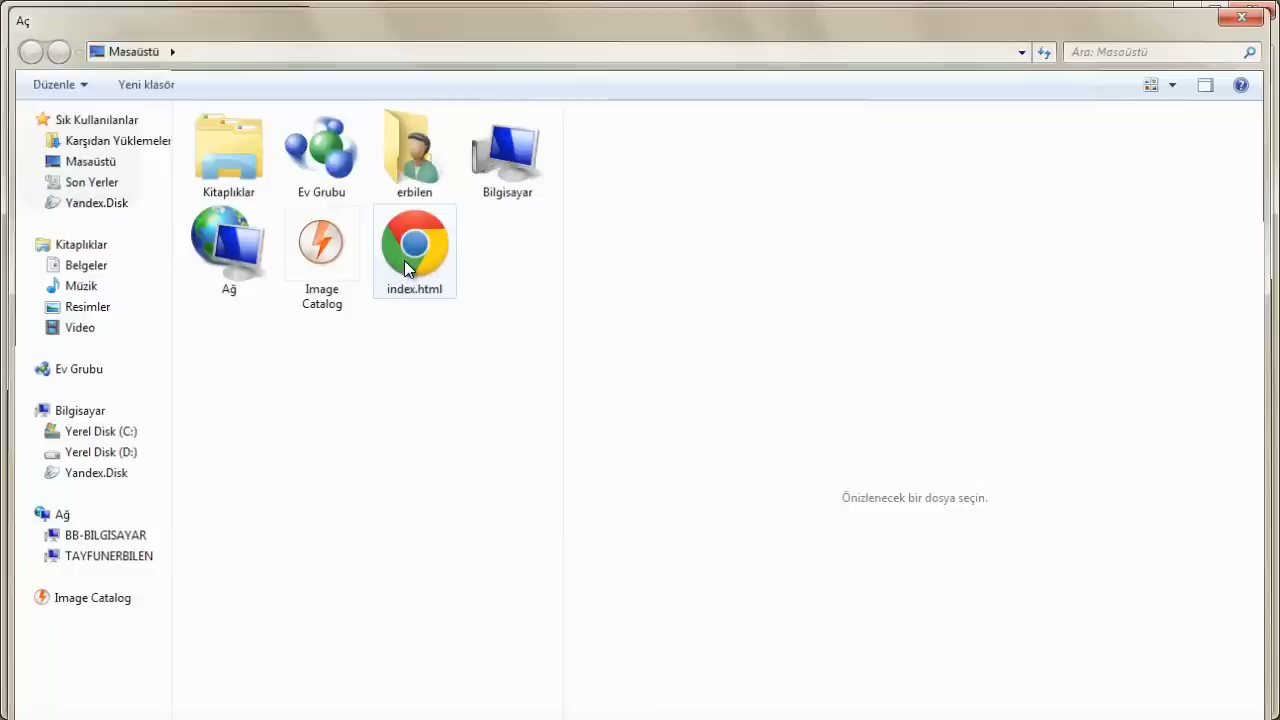 Aç
Masaüstü
Ara: Masaüstü
Düzenle
Yeni klasör
Sık Kullanılanlar
Karşıdan Yüklemeler
Masaüstü
Son Yerler
Yandex.Disk
Kitaplıklar
Belgeler
Müzik
Resimler
Video
Ev Grubu
Bilgisayar
Yerel Disk (C:)
Yerel Disk (D:)
Yandex.Disk
Ağ
BB-BILGISAYAR
TAYFUNERBILEN
Image Catalog
Kitaplıklar
Ev Grubu
erbilen
Bilgisayar
Ağ
Image
Catalog
index.html
Önizlenecek bir dosya seçin.